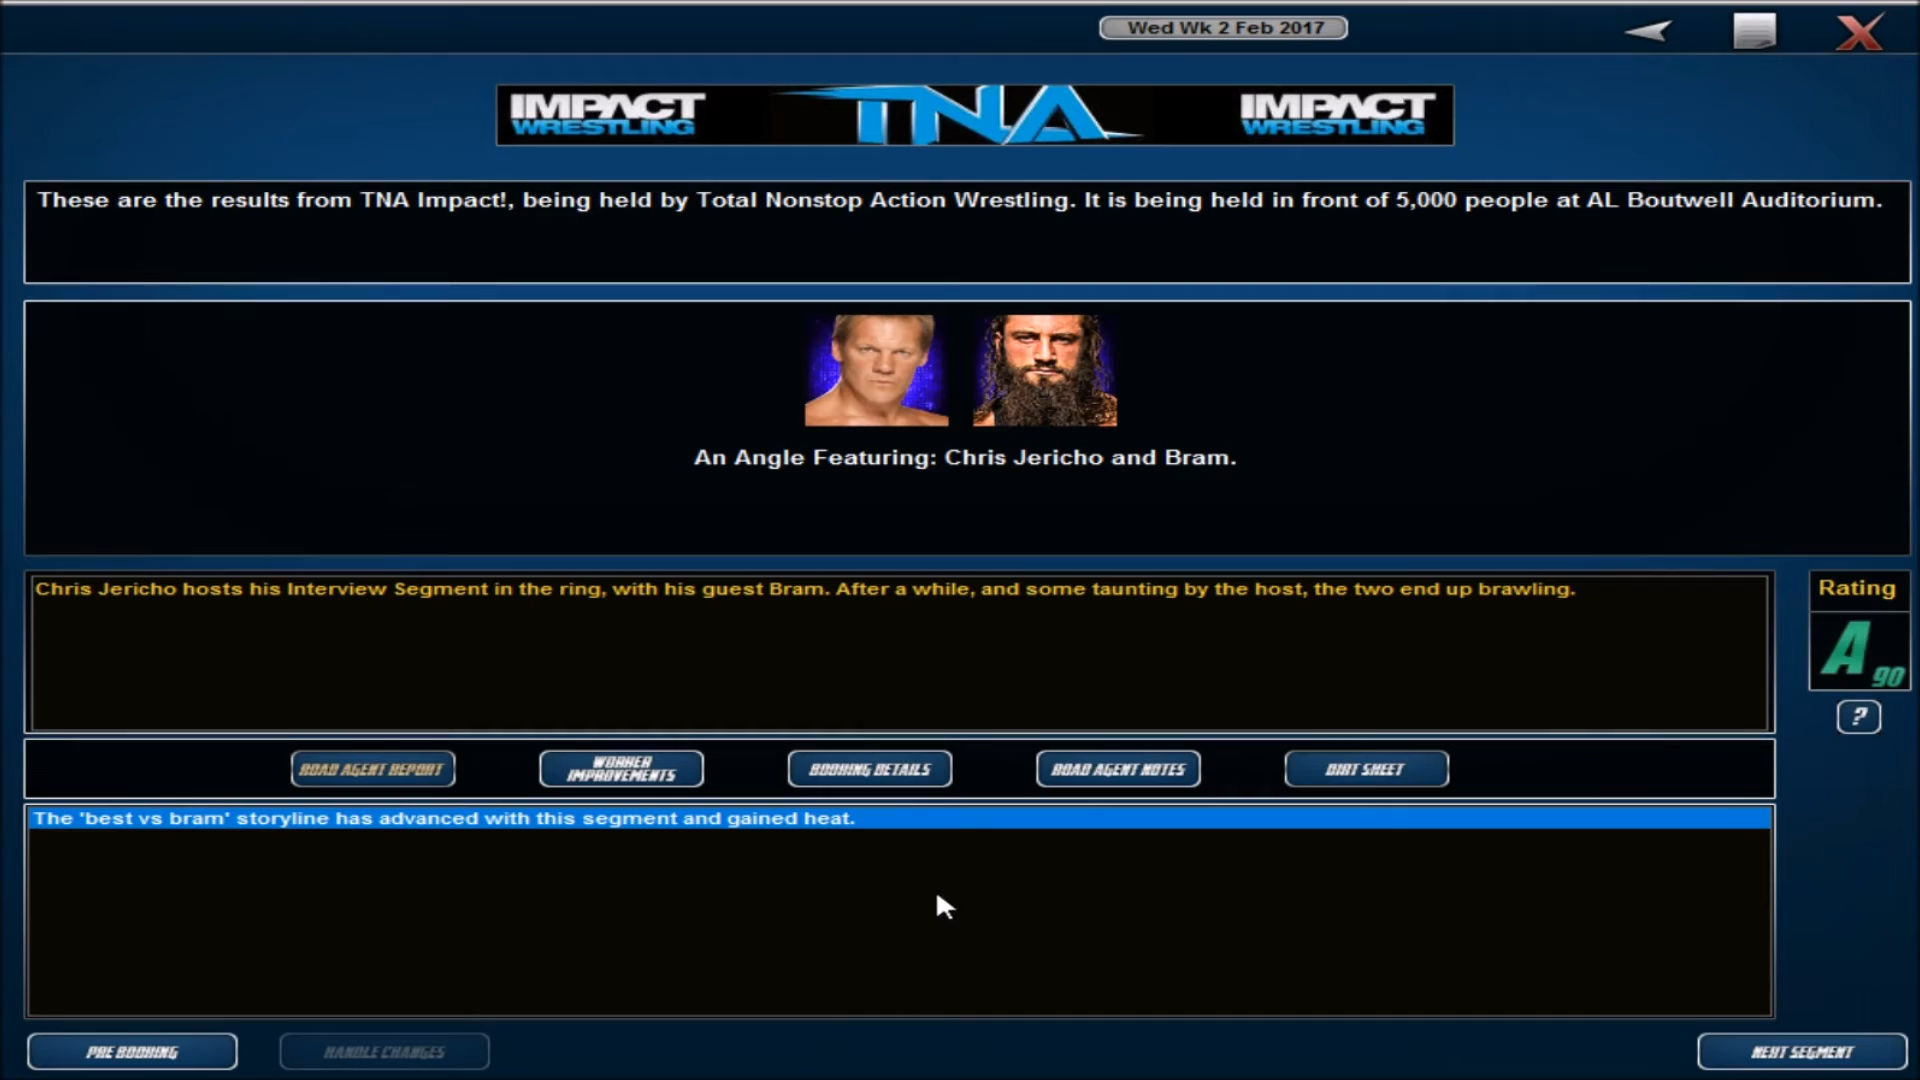 Wed Wk 2 Feb 2017
IMPACT WRESTLING TNA IMPACT WRESTLING
These are the results from TNA Impact!, being held by Total Nonstop Action Wrestling. It is being held in front of 5,000 people at AL Boutwell Auditorium.
An Angle Featuring: Chris Jericho and Bram.
Chris Jericho hosts his Interview Segment in the ring, with his guest Bram. After a while, and some taunting by the host, the two end up brawling.
Rating
A 90
?
ROAD AGENT REPORT
WORKER IMPROVEMENTS
BOOKING DETAILS
ROAD AGENT NOTES
DIRT SHEET
The 'best vs bram' storyline has advanced with this segment and gained heat.
PRE BOOKING
HANDLE CHANGES
NEXT SEGMENT